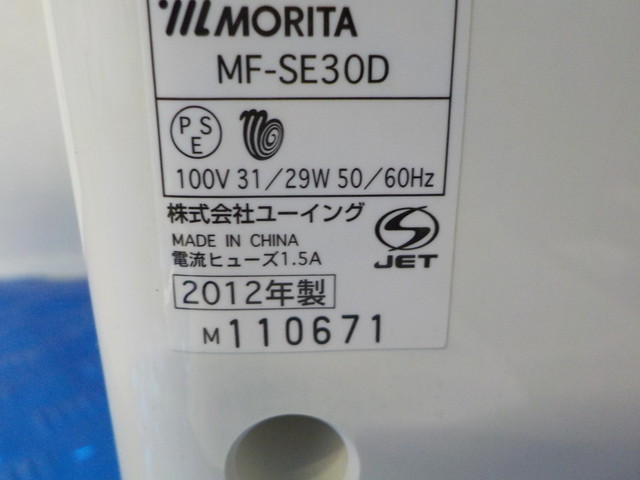 MORITA
MF-SE30D
PSE
100V 31/29W 50/60Hz
株式会社ユーイング
MADE IN CHINA
電流ヒューズ1.5A
JET
2012年製
M110671